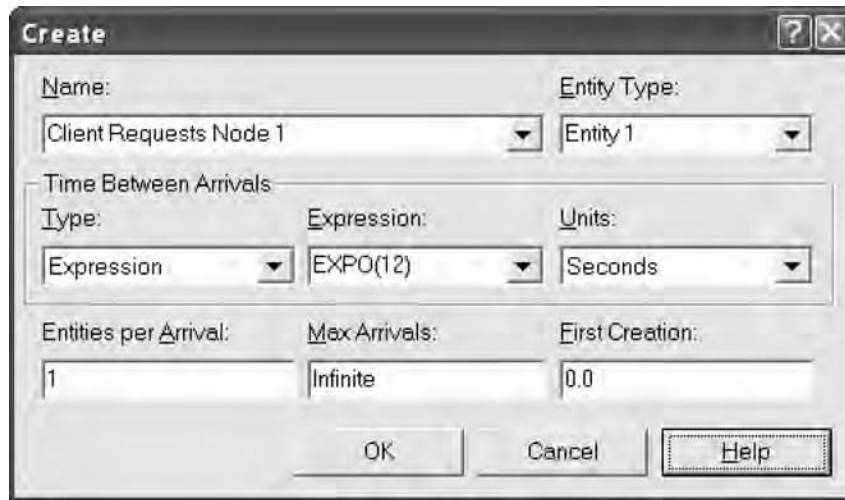 Create
Name: Entity Type:
Client Requests Node 1 Entity 1
Time Between Arrivals
Type: Expression: Units:
Expression EXPO(12) Seconds
Entities per Arrival: Max Arrivals: First Creation:
1 Infinite 0.0
OK Cancel Help